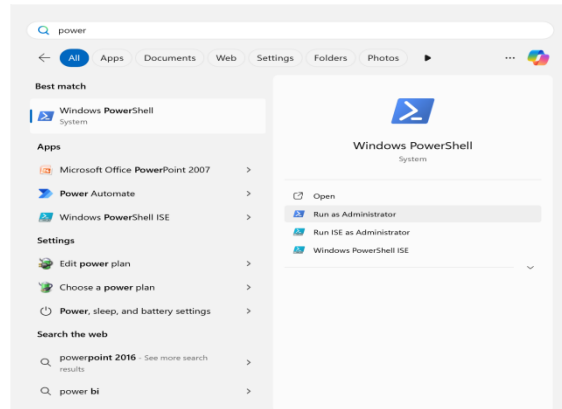 power
All Apps Documents Web Settings Folders Photos
Best match
Windows PowerShell
System
Apps
Microsoft Office PowerPoint 2007
Power Automate
Windows PowerShell ISE
Settings
Edit power plan
Choose a power plan
Power, sleep, and battery settings
Search the web
powerpoint 2016 - See more search
results
power bi
Windows PowerShell
System
Open
Run as Administrator
Run ISE as Administrator
Windows PowerShell ISE